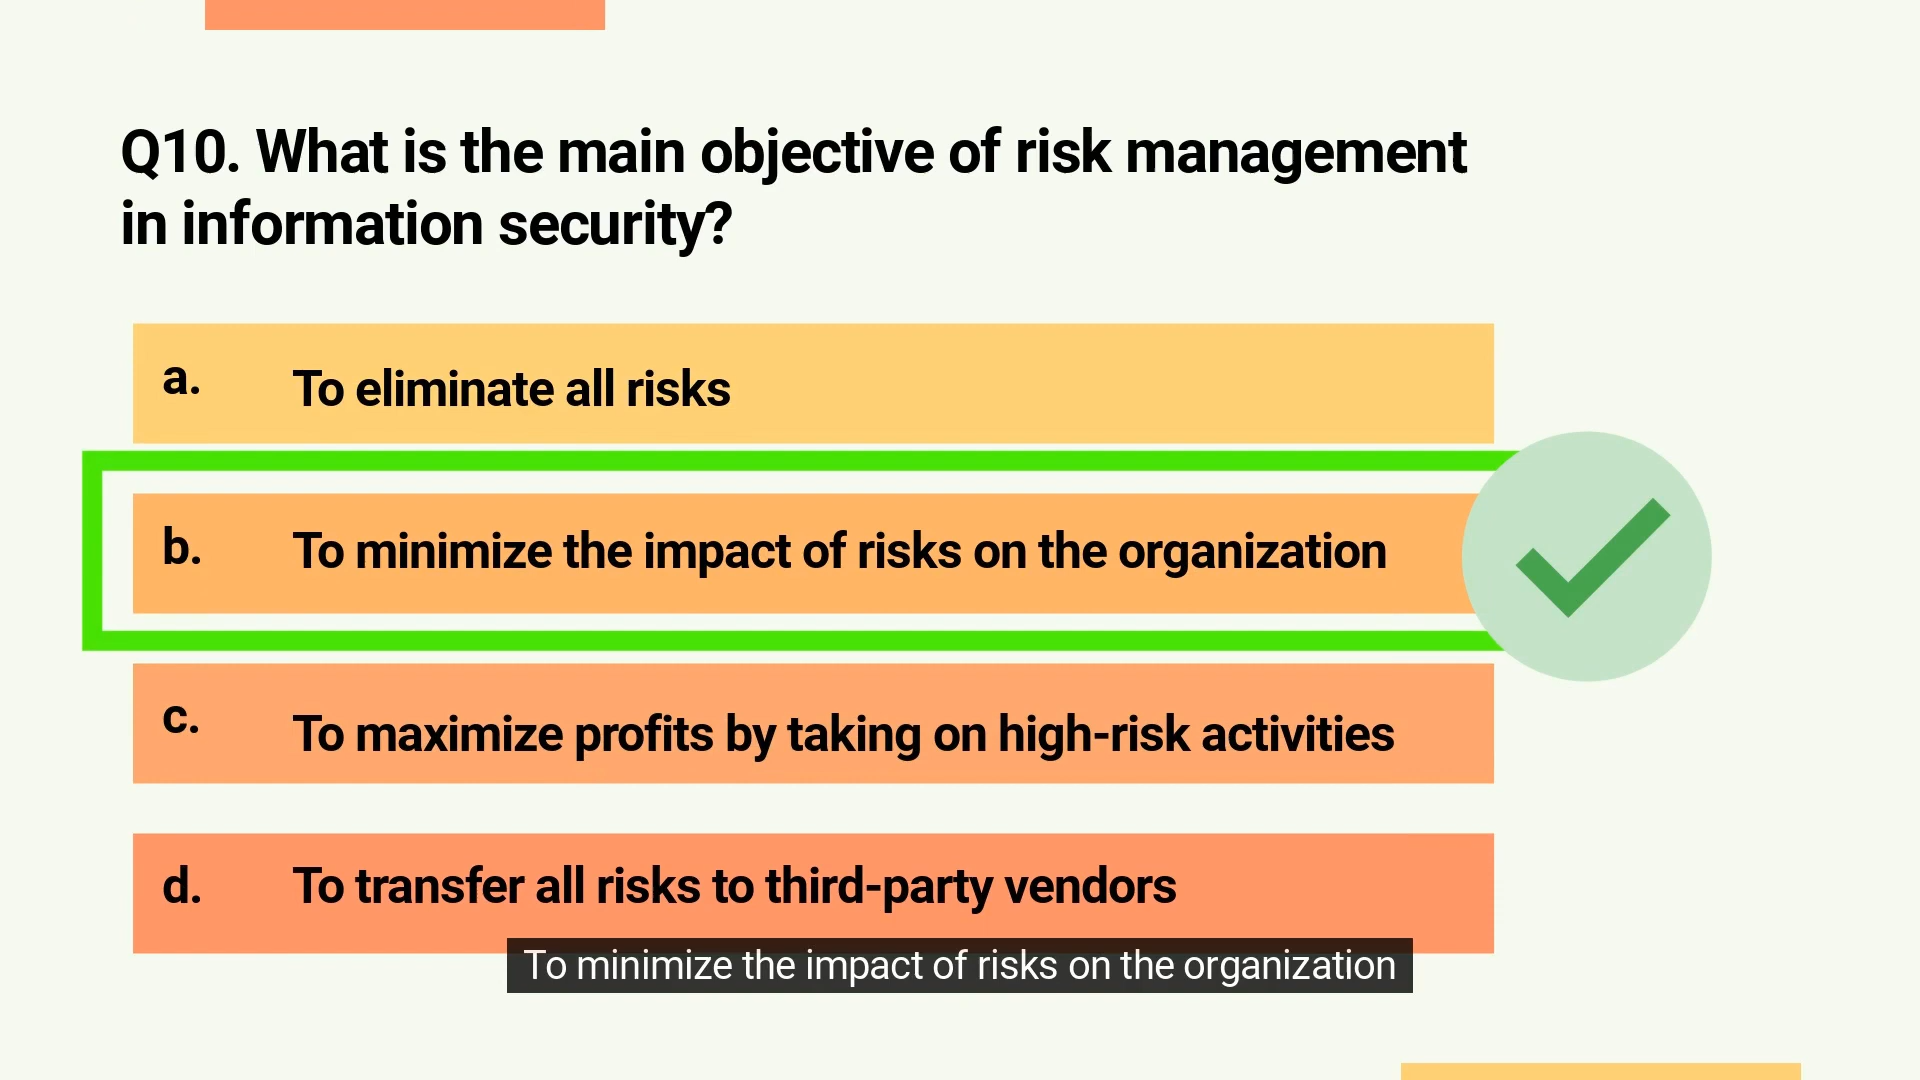 Q10. What is the main objective of risk management
in information security?
a. To eliminate all risks
b. To minimize the impact of risks on the organization
c. To maximize profits by taking on high-risk activities
d. To transfer all risks to third-party vendors
To minimize the impact of risks on the organization